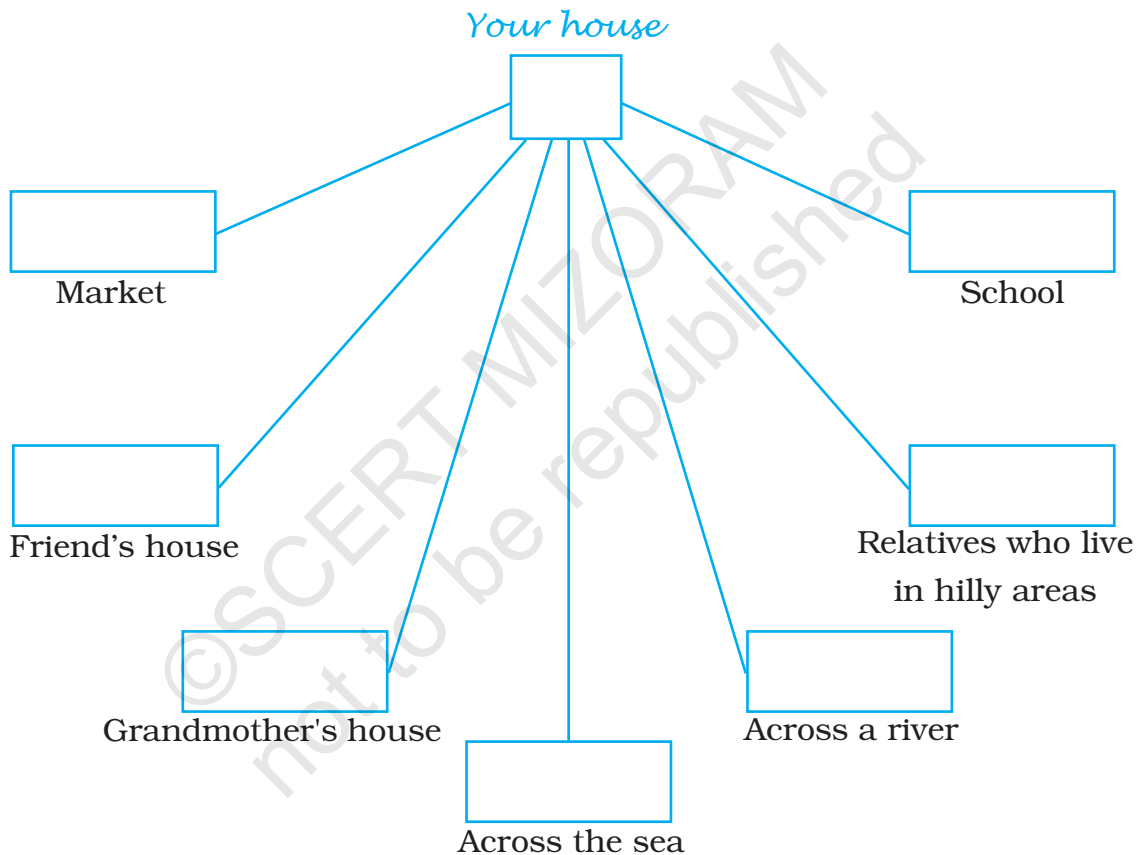 Your house
Market
School
Friend's house
Relatives who live
in hilly areas
Grandmother's house
Across a river
Across the sea
©SCERT MIZORAM
not to be republished